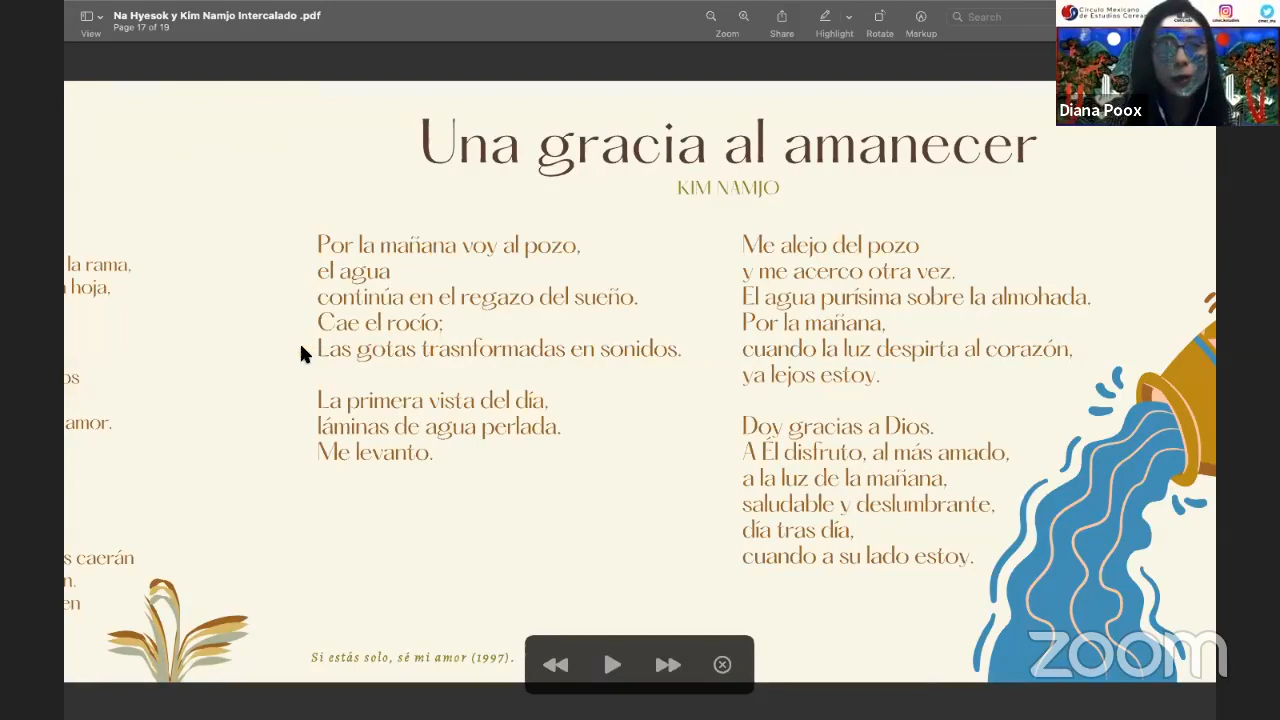 Na Hyesok y Kim Namjo Intercalado .pdf
Page 17 of 19
View
Zoom
Share
Highlight
Rotate
Markup
Search
Círculo Mexicano
de Estudios Corean
Diana Poox
Una gracia al amanecer
KIM NAMJO
la rama,
hoja,
os
amor.
s caerán
n.
en
Por la mañana voy al pozo,
el agua
continúa en el regazo del sueño.
Cae el rocío;
Las gotas trasnformadas en sonidos.
La primera vista del día,
láminas de agua perlada.
Me levanto.
Me alejo del pozo
y me acerco otra vez.
El agua purísima sobre la almohada.
Por la mañana,
cuando la luz despirta al corazón,
ya lejos estoy.
Doy gracias a Dios.
A Él disfruto, al más amado,
a la luz de la mañana,
saludable y deslumbrante,
día tras día,
cuando a su lado estoy.
Si estás solo, sé mi amor (1997).
zoom